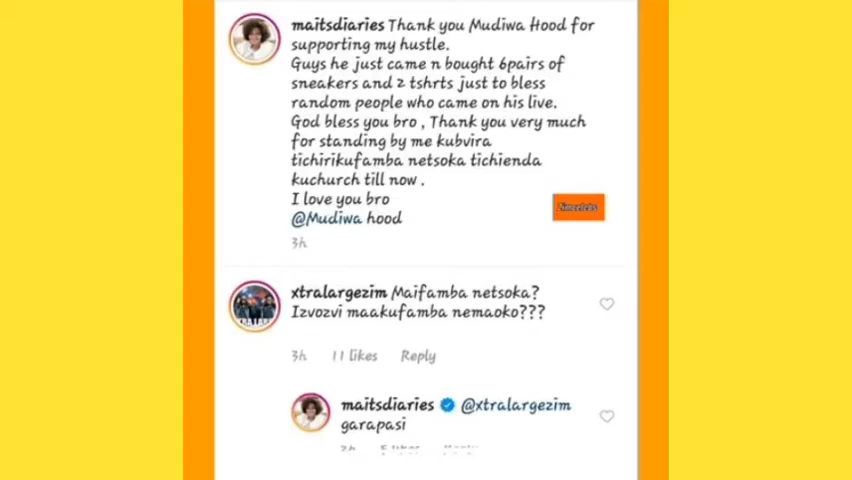 maitsdiaries Thank you Mudiwa Hood for
supporting my hustle.
Guys he just came n bought 6pairs of
sneakers and 2 tshrts just to bless
random people who came on his live.
God bless you bro , Thank you very much
for standing by me kubvira
tichirikufamba netsoka tichienda
kuchurch till now .
I love you bro
@Mudiwa hood
Zimcelebs
3h
xtralargezim Maifamba netsoka?
Izvozvi maakufamba nemaoko???
3h 11 likes Reply
maitsdiaries @xtralargezim
garapasi